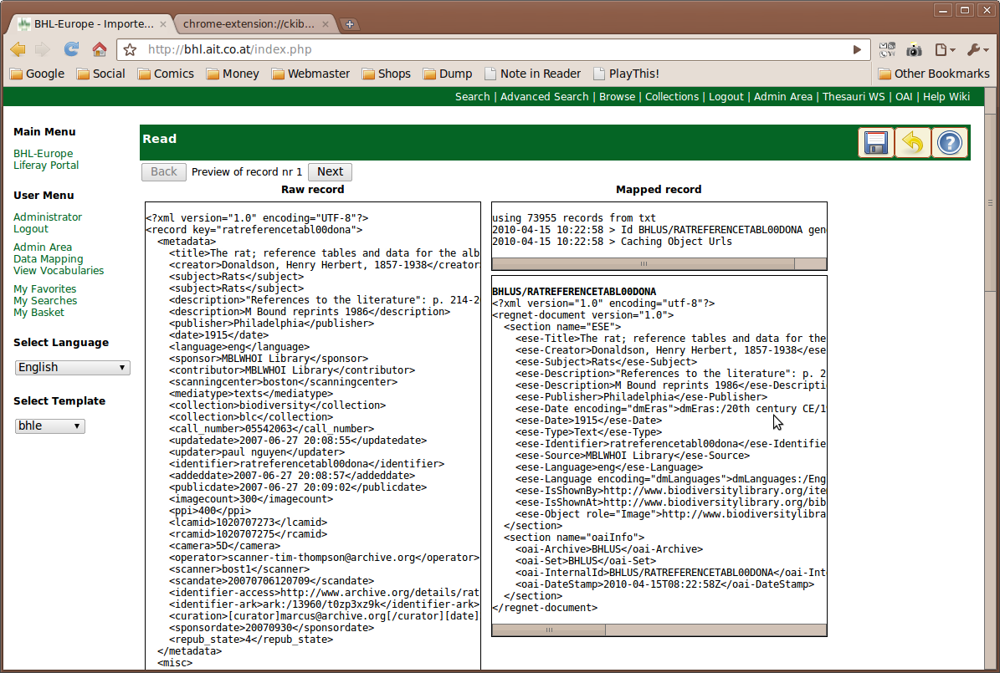 BHL-Europe - Importe...
chrome-extension://ckib...
http://bhl.ait.co.at/index.php
Google Social Comics Money Webmaster Shops Dump Note in Reader PlayThis! Other Bookmarks
Search | Advanced Search | Browse | Collections | Logout | Admin Area | Thesauri WS | OAI | Help Wiki
Main Menu
BHL-Europe
Liferay Portal
User Menu
Administrator
Logout
Admin Area
Data Mapping
View Vocabularies
My Favorites
My Searches
My Basket
Select Language
English
Select Template
bhle
Read
Back Preview of record nr 1 Next
Raw record
<?xml version="1.0" encoding="UTF-8"?>
<record key="ratreferencetabl00dona">
<metadata>
<title>The rat; reference tables and data for the alb
<creator>Donaldson, Henry Herbert, 1857-1938</creator>
<subject>Rats</subject>
<subject>Rats</subject>
<description>"References to the literature": p. 214-2
<description>M Bound reprints 1986</description>
<publisher>Philadelphia</publisher>
<date>1915</date>
<language>eng</language>
<sponsor>MBLWHOI Library</sponsor>
<contributor>MBLWHOI Library</contributor>
<scanningcenter>boston</scanningcenter>
<mediatype>texts</mediatype>
<collection>biodiversity</collection>
<collection>blc</collection>
<call_number>05542063</call_number>
<updatedate>2007-06-27 20:08:55</updatedate>
<updater>paul nguyen</updater>
<identifier>ratreferencetabl00dona</identifier>
<addeddate>2007-06-27 20:08:57</addeddate>
<publicdate>2007-06-27 20:09:02</publicdate>
<imagecount>300</imagecount>
<ppi>400</ppi>
<lcamid>1020707273</lcamid>
<rcamid>1020707275</rcamid>
<camera>5D</camera>
<operator>scanner-tim-thompson@archive.org</operator>
<scanner>bost1</scanner>
<scandate>20070706120709</scandate>
<identifier-access>http://www.archive.org/details/rat
<identifier-ark>ark:/13960/t0zp3xz9k</identifier-ark>
<curation>[curator]marcus@archive.org[/curator][date]
<sponsordate>20070930</sponsordate>
<repub_state>4</repub_state>
</metadata>
<misc>
Mapped record
using 73955 records from txt
2010-04-15 10:22:58 > Id BHLUS/RATREFERENCETABL00DONA gen
2010-04-15 10:22:58 > Caching Object Urls
BHLUS/RATREFERENCETABL00DONA
<?xml version="1.0" encoding="utf-8"?>
<regnet-document version="1.0">
<section name="ESE">
<ese-Title>The rat; reference tables and data for the
<ese-Creator>Donaldson, Henry Herbert, 1857-1938</ese
<ese-Subject>Rats</ese-Subject>
<ese-Description>"References to the literature": p. 2
<ese-Description>M Bound reprints 1986</ese-Descripti
<ese-Publisher>Philadelphia</ese-Publisher>
<ese-Date encoding="dmEras">dmEras:/20th century CE/19
<ese-Date>1915</ese-Date>
<ese-Type>Text</ese-Type>
<ese-Identifier>ratreferencetabl00dona</ese-Identifie
<ese-Source>MBLWHOI Library</ese-Source>
<ese-Language>eng</ese-Language>
<ese-Language encoding="dmLanguages">dmLanguages:/Eng
<ese-IsShownBy>http://www.biodiversitylibrary.org/ite
<ese-IsShownAt>http://www.biodiversitylibrary.org/bib
<ese-Object role="Image">http://www.biodiversitylibra
</section>
<section name="oaiInfo">
<oai-Archive>BHLUS</oai-Archive>
<oai-Set>BHLUS</oai-Set>
<oai-InternalId>BHLUS/RATREFERENCETABL00DONA</oai-Int
<oai-DateStamp>2010-04-15T08:22:58Z</oai-DateStamp>
</section>
</regnet-document>